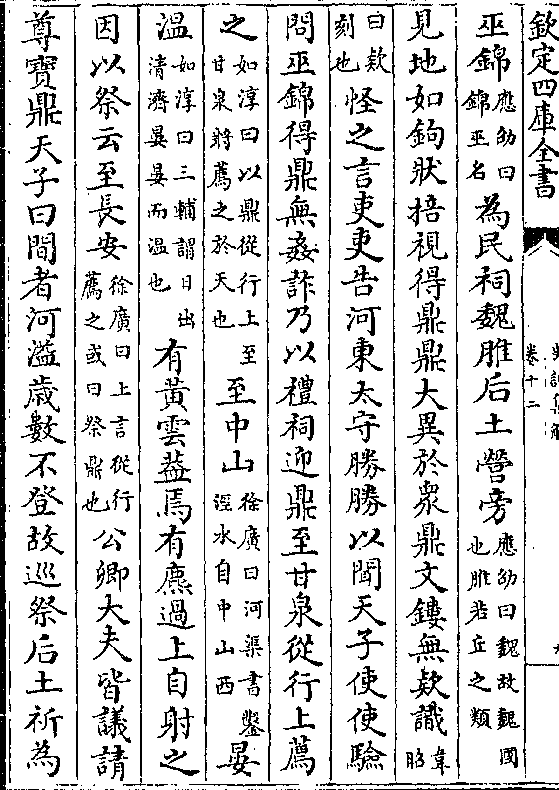 欽定四庫全書
卷十二
巫錦應劭曰錦巫名為民祠魏脽后土營旁應劭曰魏故魏國也脽若丘之類
見地如鉤狀掊視得鼎鼎大異於衆鼎文鏤無欵識韋昭
曰欵刻也怪之言吏吏告河東太守勝勝以聞天子使使驗
問巫錦得鼎無姦詐乃以禮祠迎鼎至甘泉從行上薦
之如淳曰以鼎從行上至甘泉將薦之於天也至中山徐廣曰河渠書鑿涇水自中山西晏
温如淳曰三輔謂日出清濟晏晏而温也有黄雲葢焉有麃過上自射之
因以祭云至長安徐廣曰上言從行薦之或曰祭鼎也公卿大夫皆議請
尊寶鼎天子曰間者河溢歳數不登故巡祭后土祈為